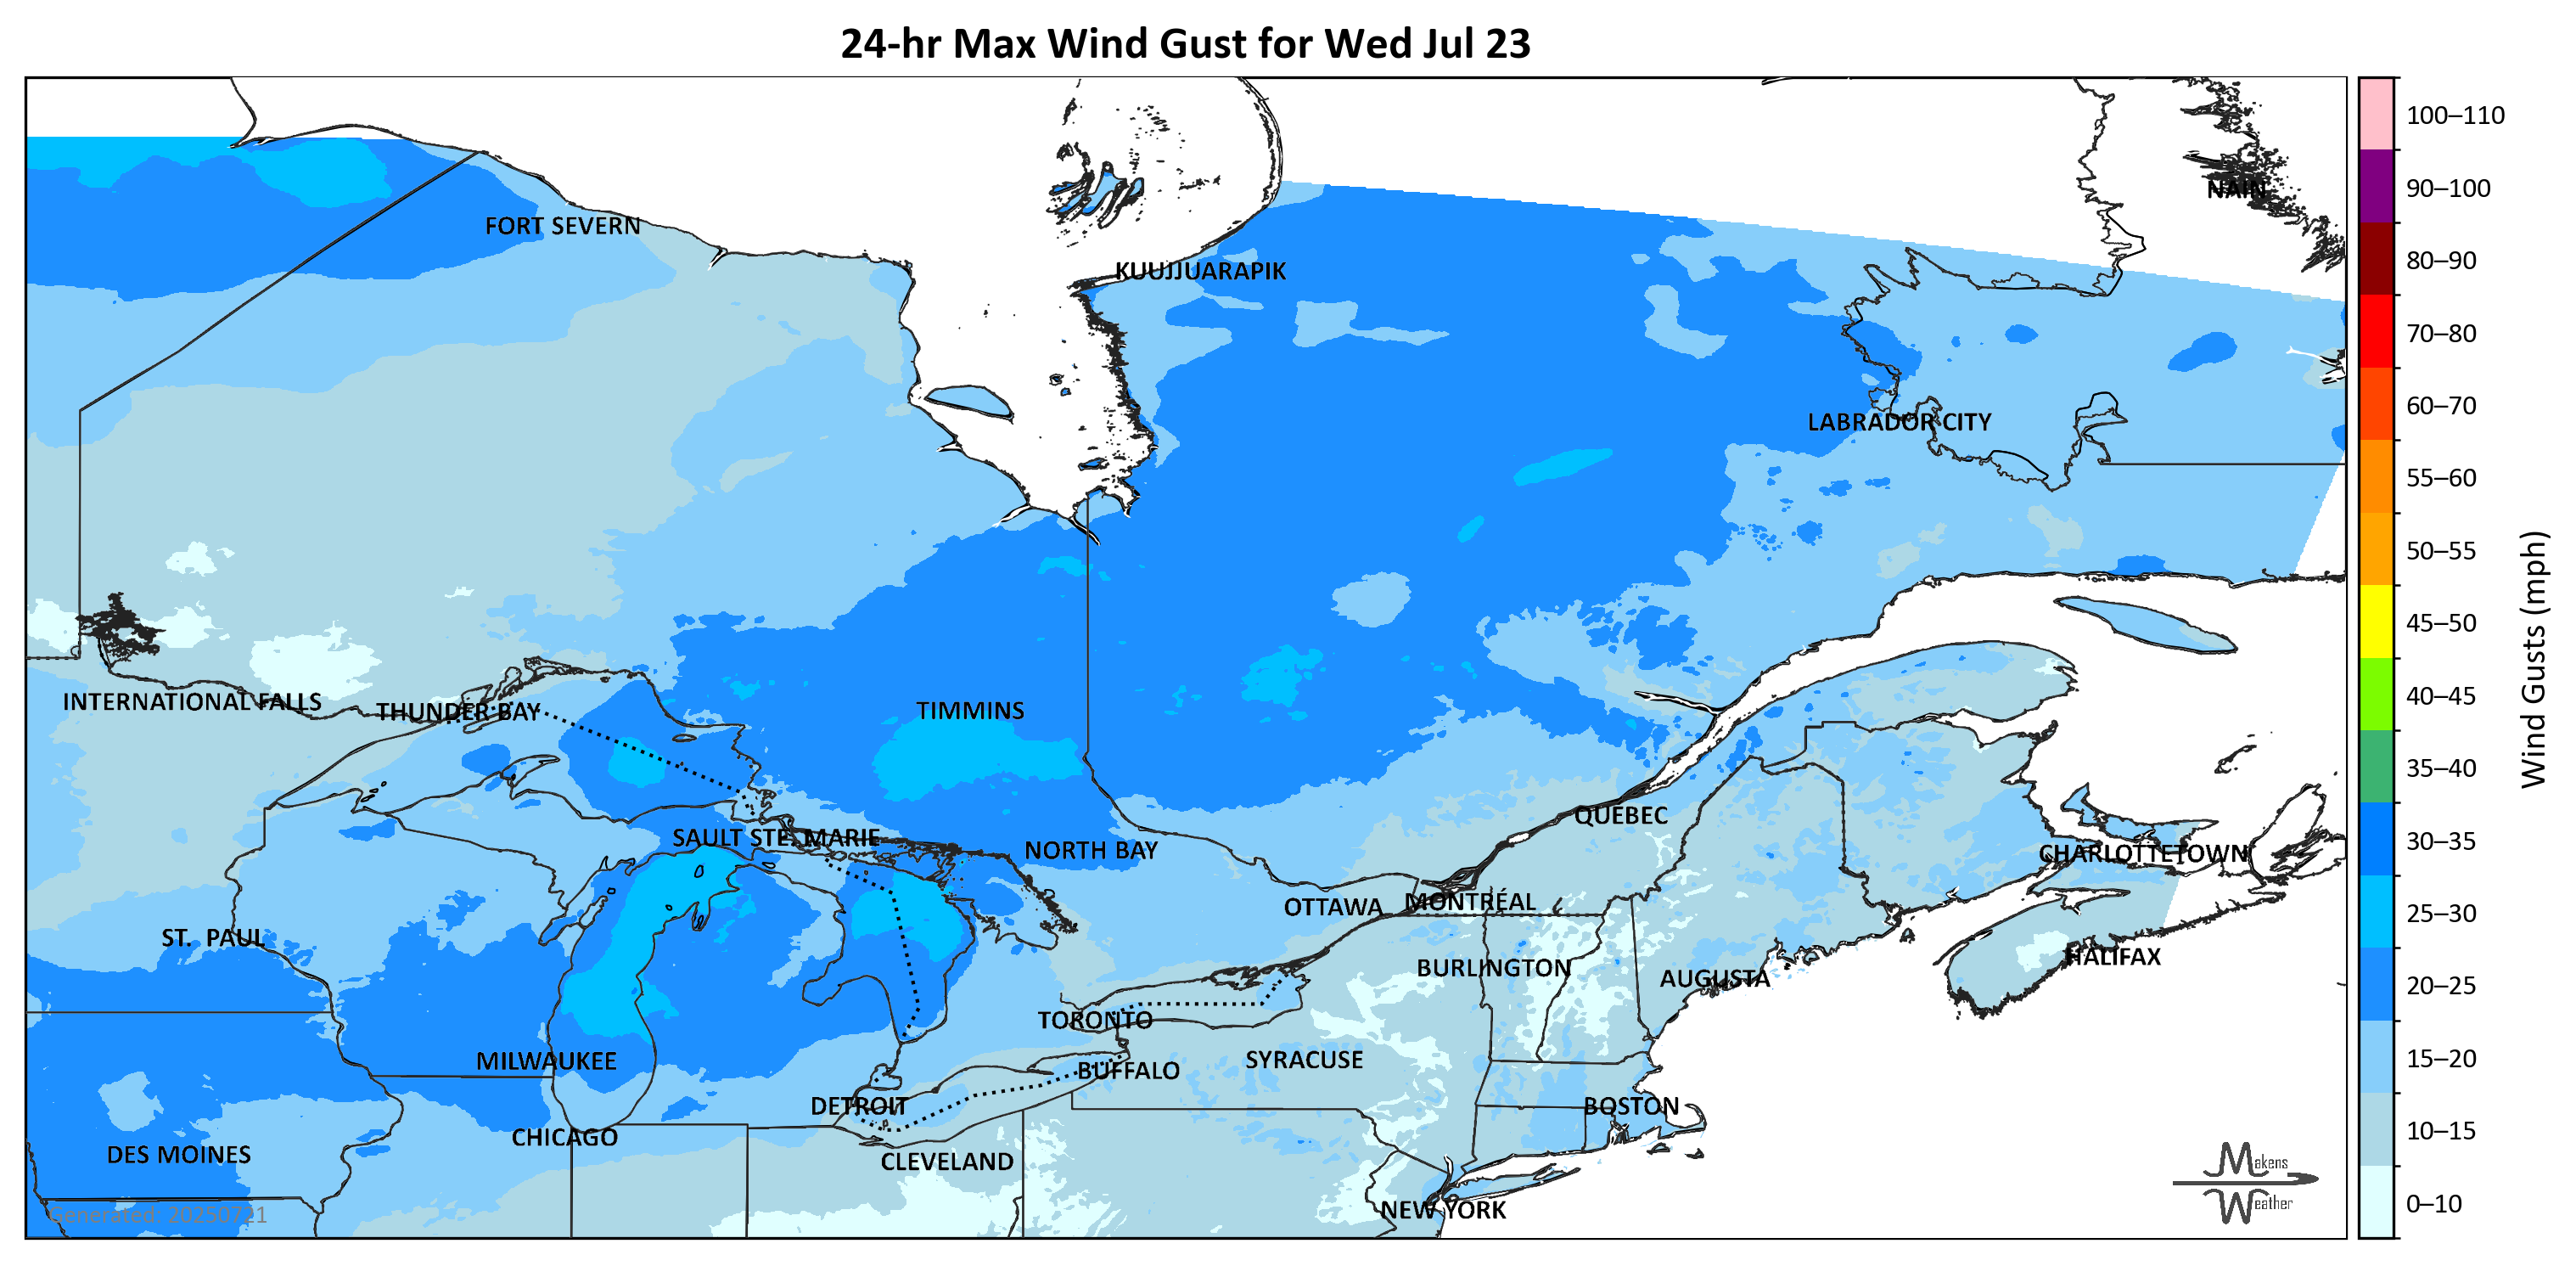 24-hr Max Wind Gust for Wed Jul 23
100–110
90–100
80–90
70–80
60–70
55–60
50–55
45–50
40–45
35–40
30–35
25–30
20–25
15–20
10–15
0–10
Wind Gusts (mph)
NAIN
FORT SEVERN
KUUJJUARAPIK
LABRADOR CITY
INTERNATIONAL FALLS
THUNDER BAY
TIMMINS
QUEBEC
SAULT STE. MARIE
NORTH BAY
CHARLOTTETOWN
OTTAWA
MONTRÉAL
ST. PAUL
HALIFAX
BURLINGTON
AUGUSTA
TORONTO
MILWAUKEE
SYRACUSE
BUFFALO
DETROIT
BOSTON
CHICAGO
DES MOINES
CLEVELAND
NEW YORK
Generated: 20250721
Makens
Weather